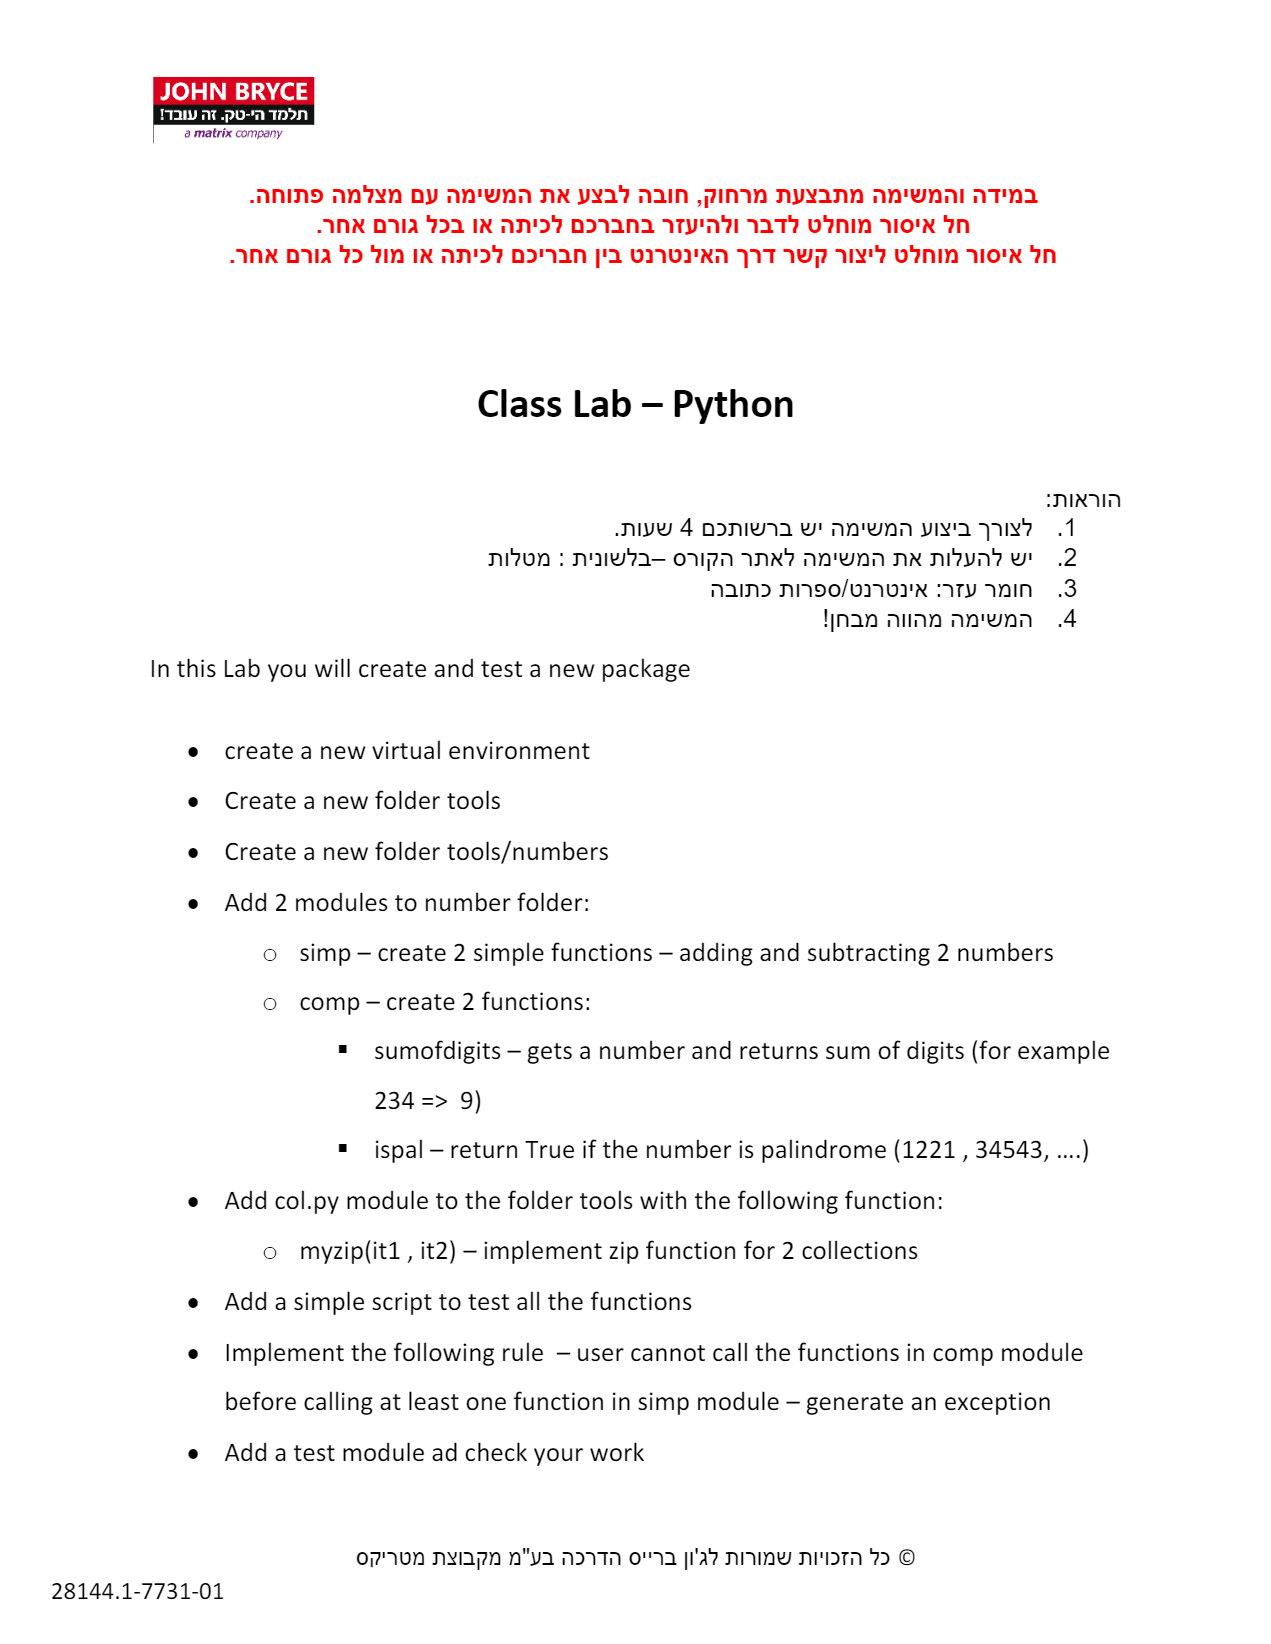 JOHN BRYCE
תלמד הי-טק. זה עובד!
a matrix company
במידה והמשימה מתבצעת מרחוק, חובה לבצע את המשימה עם מצלמה פתוחה.
חל איסור מוחלט לדבר ולהיעזר בחברכם לכיתה או בכל גורם אחר.
חל איסור מוחלט ליצור קשר דרך האינטרנט בין חבריכם לכיתה או מול כל גורם אחר.
Class Lab – Python
הוראות:
1. לצורך ביצוע המשימה יש ברשותכם 4 שעות.
2. יש להעלות את המשימה לאתר הקורס –בלשונית : מטלות
3. חומר עזר: אינטרנט/ספרות כתובה
4. המשימה מהווה מבחן!
In this Lab you will create and test a new package
• create a new virtual environment
• Create a new folder tools
• Create a new folder tools/numbers
• Add 2 modules to number folder:
o simp – create 2 simple functions – adding and subtracting 2 numbers
o comp – create 2 functions:
▪ sumofdigits – gets a number and returns sum of digits (for example
234 => 9)
▪ ispal – return True if the number is palindrome (1221 , 34543, ….)
• Add col.py module to the folder tools with the following function:
o myzip(it1 , it2) – implement zip function for 2 collections
• Add a simple script to test all the functions
• Implement the following rule – user cannot call the functions in comp module
before calling at least one function in simp module – generate an exception
• Add a test module ad check your work
© כל הזכויות שמורות לג'ון ברייס הדרכה בע"מ מקבוצת מטריקס
28144.1-7731-01